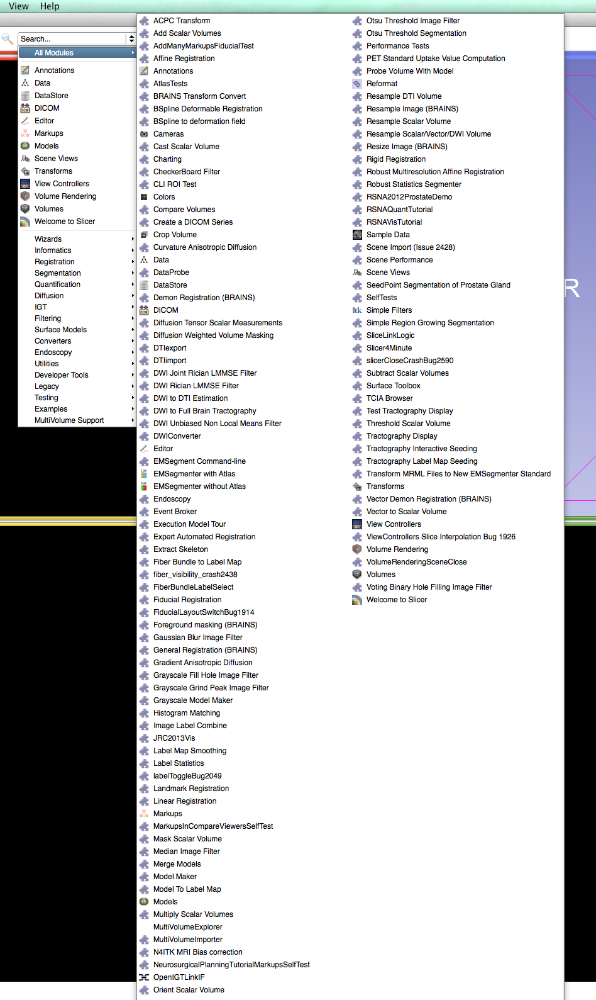 View Help
Search...
All Modules
Annotations
Data
DataStore
DICOM
Editor
Markups
Models
Scene Views
Transforms
View Controllers
Volume Rendering
Volumes
Welcome to Slicer
Wizards
Informatics
Registration
Segmentation
Quantification
Diffusion
IGT
Filtering
Surface Models
Converters
Endoscopy
Utilities
Developer Tools
Legacy
Testing
Examples
MultiVolume Support
ACPC Transform
Add Scalar Volumes
AddManyMarkupsFiducialTest
Affine Registration
Annotations
AtlasTests
BRAINS Transform Convert
BSpline Deformable Registration
BSpline to deformation field
Cameras
Cast Scalar Volume
Charting
CheckerBoard Filter
CLI ROI Test
Colors
Compare Volumes
Create a DICOM Series
Crop Volume
Curvature Anisotropic Diffusion
Data
DataProbe
DataStore
Demon Registration (BRAINS)
DICOM
Diffusion Tensor Scalar Measurements
Diffusion Weighted Volume Masking
DTIexport
DTIimport
DWI Joint Rician LMMSE Filter
DWI Rician LMMSE Filter
DWI to DTI Estimation
DWI to Full Brain Tractography
DWI Unbiased Non Local Means Filter
DWIConverter
Editor
EMSegment Command-line
EMSegmenter with Atlas
EMSegmenter without Atlas
Endoscopy
Event Broker
Execution Model Tour
Expert Automated Registration
Extract Skeleton
Fiber Bundle to Label Map
fiber_visibility_crash2438
FiberBundleLabelSelect
Fiducial Registration
FiducialLayoutSwitchBug1914
Foreground masking (BRAINS)
Gaussian Blur Image Filter
General Registration (BRAINS)
Gradient Anisotropic Diffusion
Grayscale Fill Hole Image Filter
Grayscale Grind Peak Image Filter
Grayscale Model Maker
Histogram Matching
Image Label Combine
JRC2013Vis
Label Map Smoothing
Label Statistics
labelToggleBug2049
Landmark Registration
Linear Registration
Markups
MarkupsInCompareViewersSelfTest
Mask Scalar Volume
Median Image Filter
Merge Models
Model Maker
Model To Label Map
Models
Multiply Scalar Volumes
MultiVolumeExplorer
MultiVolumeImporter
N4ITK MRI Bias correction
NeurosurgicalPlanningTutorialMarkupsSelfTest
OpenIGTLinkIF
Orient Scalar Volume
Otsu Threshold Image Filter
Otsu Threshold Segmentation
Performance Tests
PET Standard Uptake Value Computation
Probe Volume With Model
Reformat
Resample DTI Volume
Resample Image (BRAINS)
Resample Scalar Volume
Resample Scalar/Vector/DWI Volume
Resize Image (BRAINS)
Rigid Registration
Robust Multiresolution Affine Registration
Robust Statistics Segmenter
RSNA2012ProstateDemo
RSNAQuantTutorial
RSNAVisTutorial
Sample Data
Scene Import (Issue 2428)
Scene Performance
Scene Views
SeedPoint Segmentation of Prostate Gland
SelfTests
itk Simple Filters
Simple Region Growing Segmentation
SliceLinkLogic
Slicer4Minute
slicerCloseCrashBug2590
Subtract Scalar Volumes
Surface Toolbox
TCIA Browser
Test Tractography Display
Threshold Scalar Volume
Tractography Display
Tractography Interactive Seeding
Tractography Label Map Seeding
Transform MRML Files to New EMSegmenter Standard
Transforms
Vector Demon Registration (BRAINS)
Vector to Scalar Volume
View Controllers
ViewControllers Slice Interpolation Bug 1926
Volume Rendering
VolumeRenderingSceneClose
Volumes
Voting Binary Hole Filling Image Filter
Welcome to Slicer
R